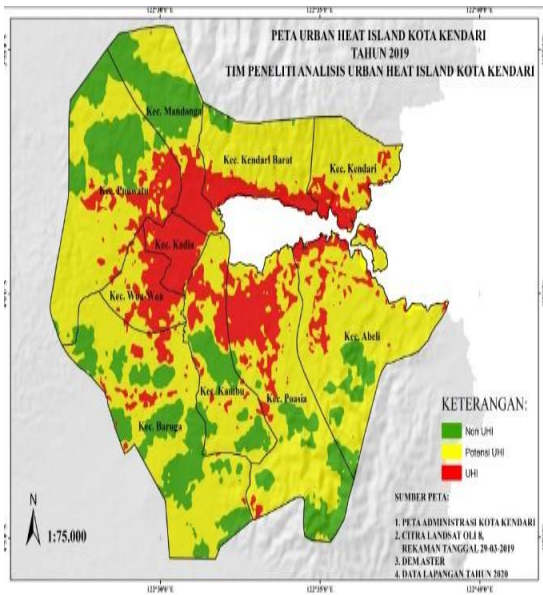 PETA URBAN HEAT ISLAND KOTA KENDARI
TAHUN 2019
TIM PENELITI ANALISIS URBAN HEAT ISLAND KOTA KENDARI
Kec. Mandonga
Kec. Kendari Barat
Kec. Kendari
Kec. Puuwatu
Kec. Kadia
Kec. Wua-Wua
Kec. Abeli
Kec. Kambu
Kec. Poasia
Kec. Baruga
KETERANGAN:
Non UHI
Potensi UHI
UHI
N
1:75.000
SUMBER PETA:
1. PETA ADMINISTRASI KOTA KENDARI
2. CITRA LANDSAT OLI 8,
REKAMAN TANGGAL 29-03-2019
3. DEM ASTER
4. DATA LAPANGAN TAHUN 2020